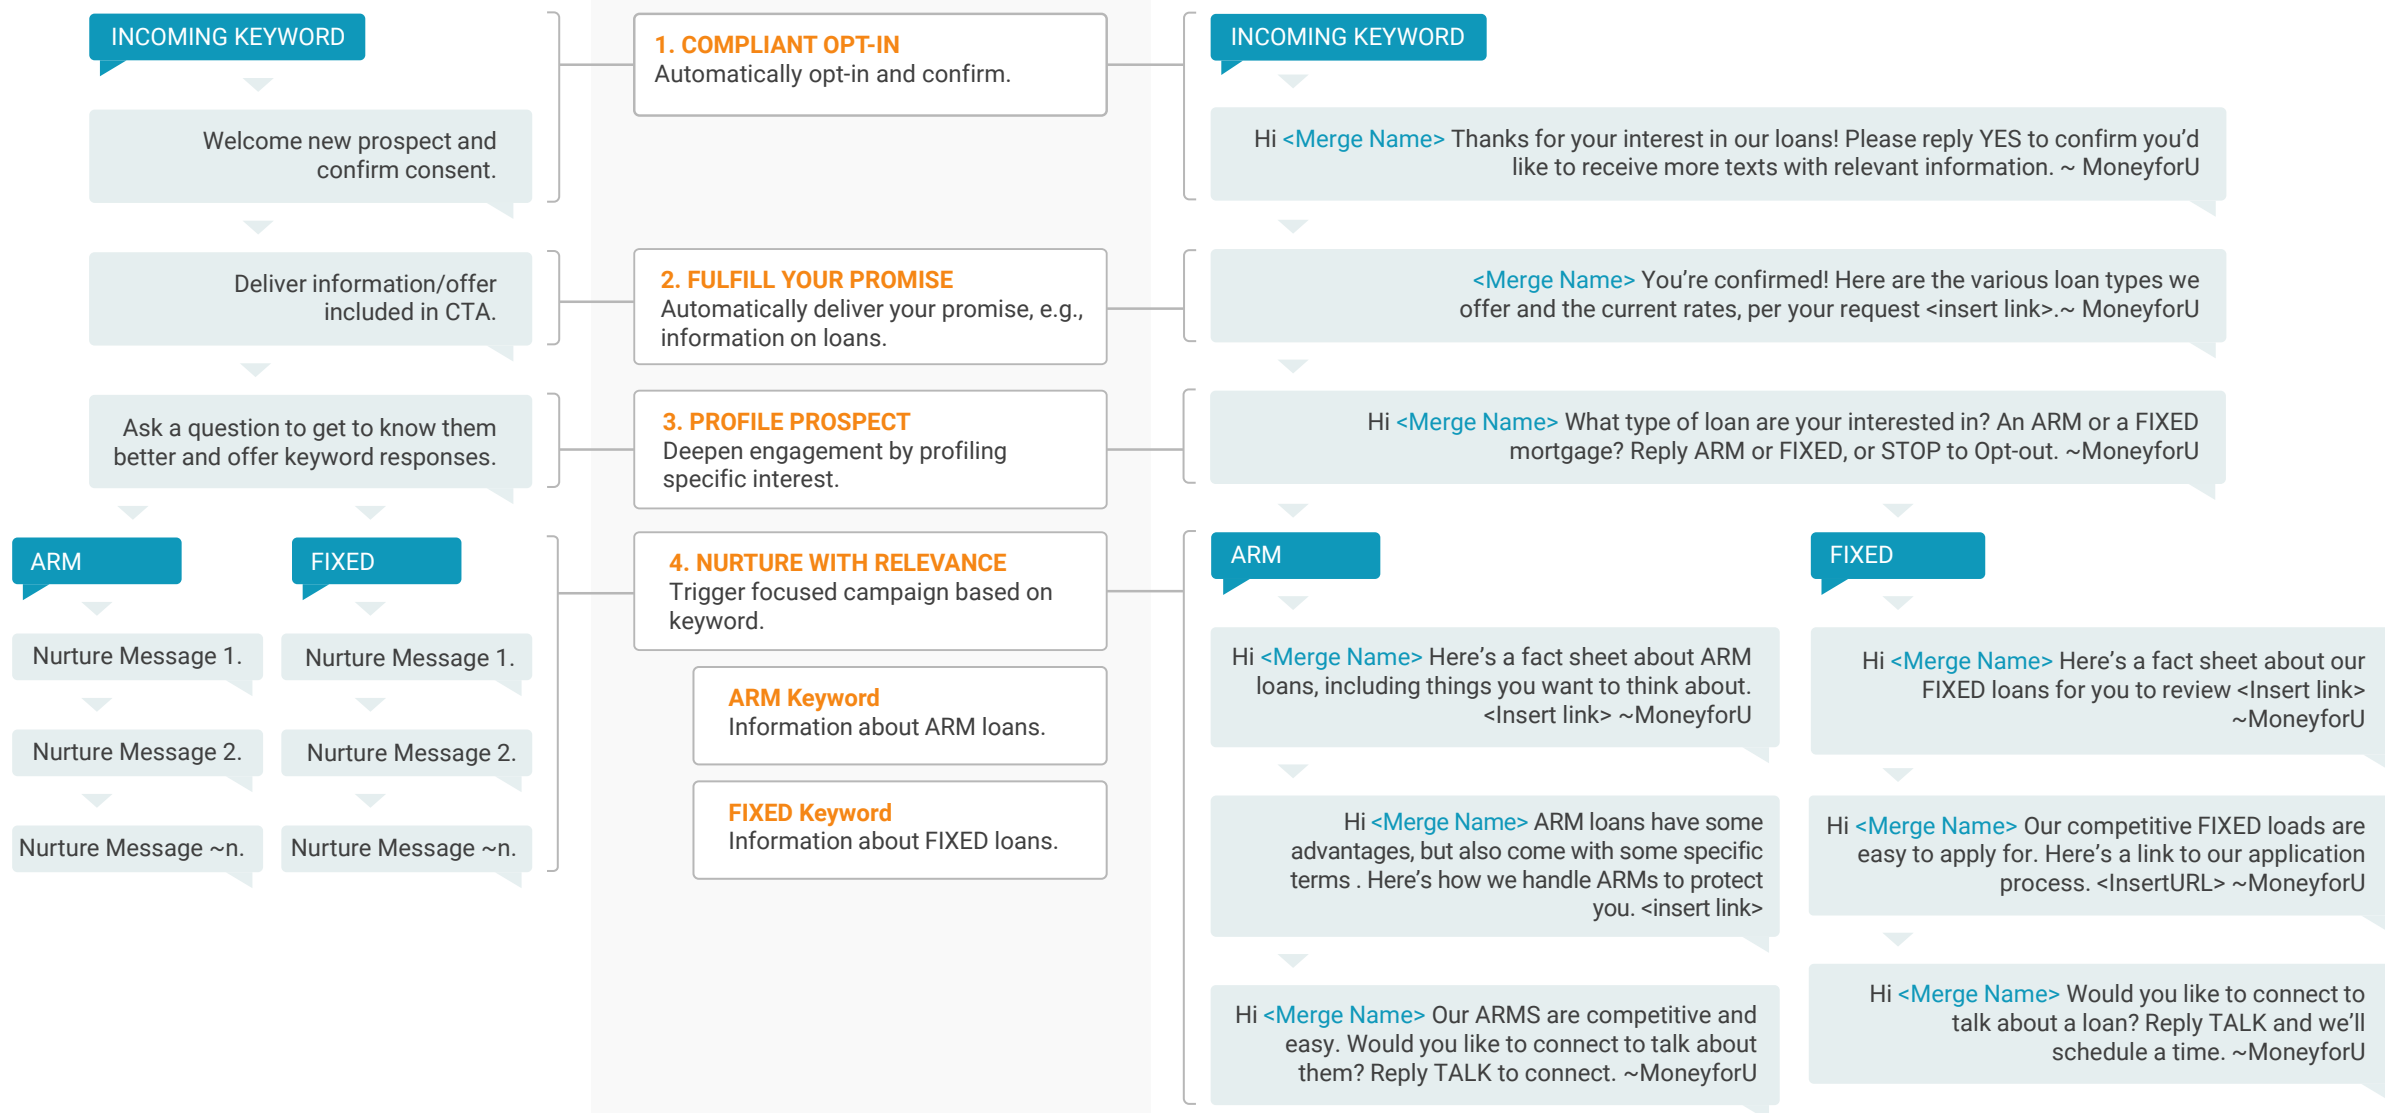 INCOMING KEYWORD
Welcome new prospect and
confirm consent.
Deliver information/offer
included in CTA.
Ask a question to get to know them
better and offer keyword responses.
ARM
Nurture Message 1.
Nurture Message 2.
Nurture Message ~n.
FIXED
Nurture Message 1.
Nurture Message 2.
Nurture Message ~n.
1. COMPLIANT OPT-IN
Automatically opt-in and confirm.
2. FULFILL YOUR PROMISE
Automatically deliver your promise, e.g.,
information on loans.
3. PROFILE PROSPECT
Deepen engagement by profiling
specific interest.
4. NURTURE WITH RELEVANCE
Trigger focused campaign based on
keyword.
ARM Keyword
Information about ARM loans.
FIXED Keyword
Information about FIXED loans.
INCOMING KEYWORD
Hi <Merge Name> Thanks for your interest in our loans! Please reply YES to confirm you’d
like to receive more texts with relevant information. ~ MoneyforU
<Merge Name> You’re confirmed! Here are the various loan types we
offer and the current rates, per your request <insert link>.~ MoneyforU
Hi <Merge Name> What type of loan are your interested in? An ARM or a FIXED
mortgage? Reply ARM or FIXED, or STOP to Opt-out. ~MoneyforU
ARM
Hi <Merge Name> Here’s a fact sheet about ARM
loans, including things you want to think about.
<Insert link> ~MoneyforU
Hi <Merge Name> ARM loans have some
advantages, but also come with some specific
terms . Here’s how we handle ARMs to protect
you. <insert link>
Hi <Merge Name> Our ARMS are competitive and
easy. Would you like to connect to talk about
them? Reply TALK to connect. ~MoneyforU
FIXED
Hi <Merge Name> Here’s a fact sheet about our
FIXED loans for you to review <Insert link>
~MoneyforU
Hi <Merge Name> Our competitive FIXED loads are
easy to apply for. Here’s a link to our application
process. <InsertURL> ~MoneyforU
Hi <Merge Name> Would you like to connect to
talk about a loan? Reply TALK and we’ll
schedule a time. ~MoneyforU